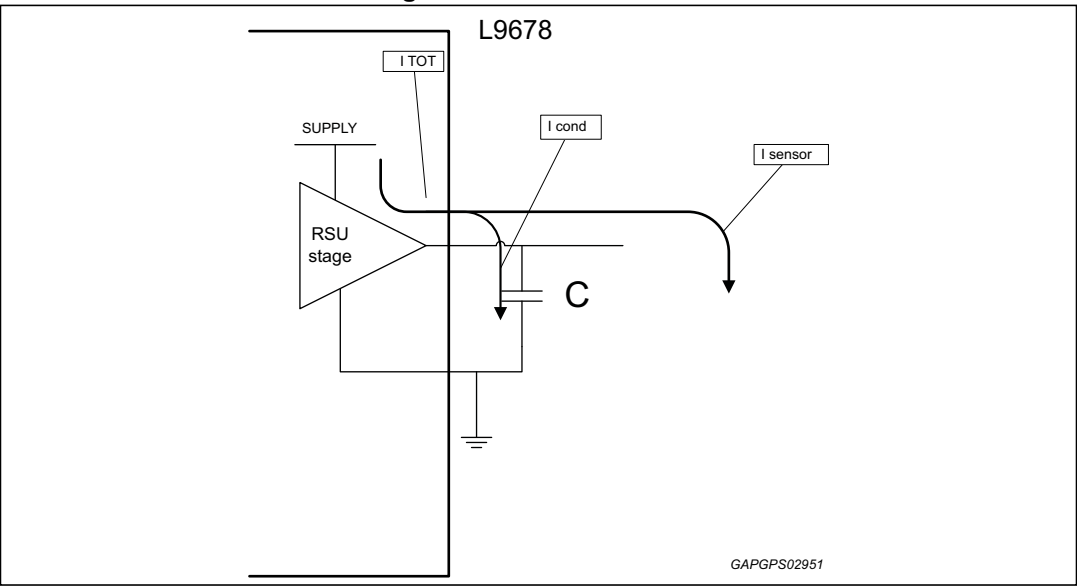 L9678
I TOT
I cond
SUPPLY
I sensor
RSU
stage
C
GAPGPS02951